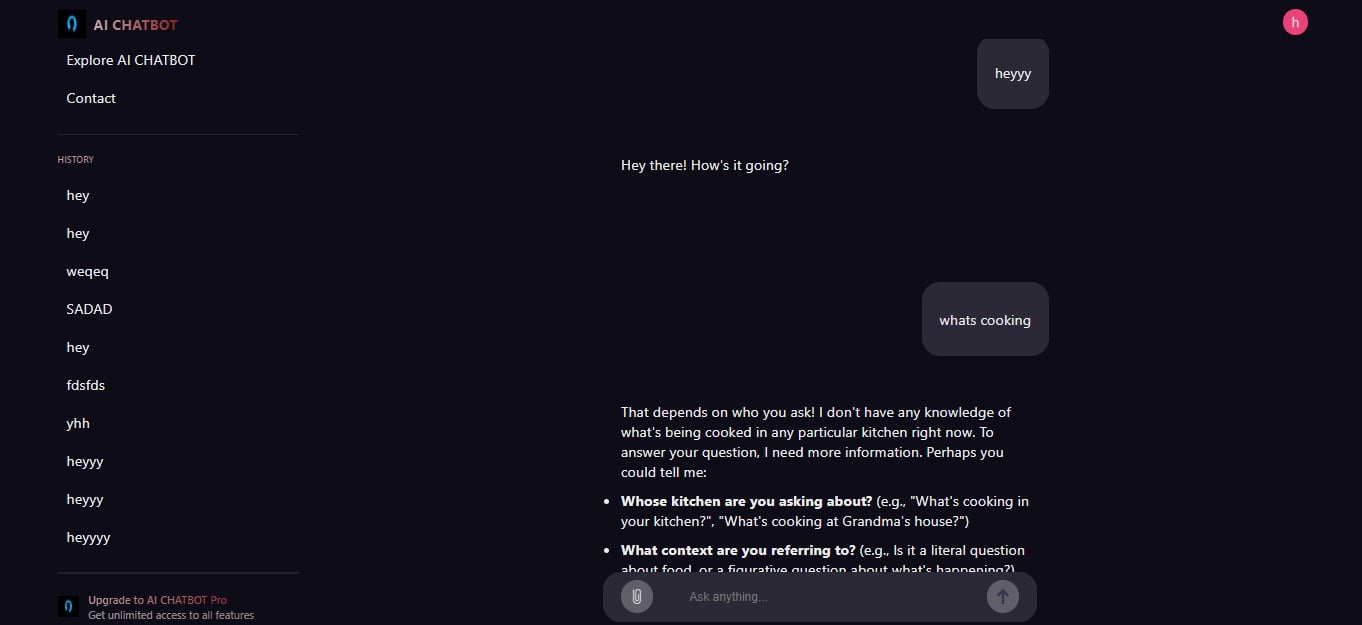 AI CHATBOT
h
Explore AI CHATBOT
Contact
HISTORY
hey
hey
weqeq
SADAD
hey
fdsfds
yhh
heyyy
heyyy
heyyyy
Upgrade to AI CHATBOT Pro
Get unlimited access to all features
heyyy
Hey there! How's it going?
whats cooking
That depends on who you ask! I don't have any knowledge of
what's being cooked in any particular kitchen right now. To
answer your question, I need more information. Perhaps you
could tell me:
• Whose kitchen are you asking about? (e.g., "What's cooking in
your kitchen?", "What's cooking at Grandma's house?")
• What context are you referring to? (e.g., Is it a literal question
about food, or a figurative question about what's happening?)
Ask anything...